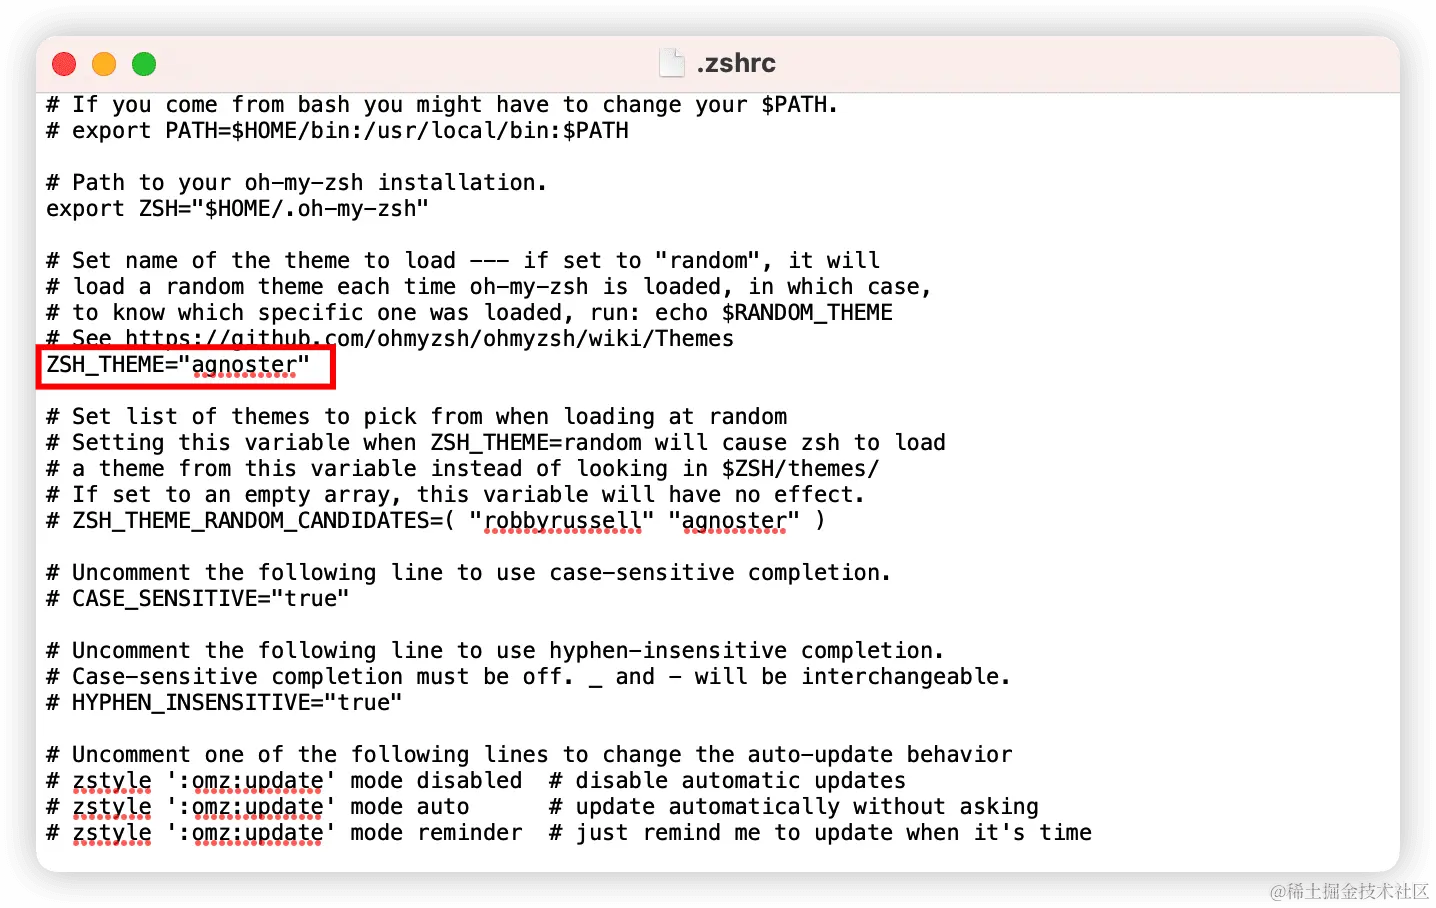 .zshrc
# If you come from bash you might have to change your $PATH.
# export PATH=$HOME/bin:/usr/local/bin:$PATH
# Path to your oh-my-zsh installation.
export ZSH="$HOME/.oh-my-zsh"
# Set name of the theme to load --- if set to "random", it will
# load a random theme each time oh-my-zsh is loaded, in which case,
# to know which specific one was loaded, run: echo $RANDOM_THEME
# See https://github.com/ohmyzsh/ohmyzsh/wiki/Themes
ZSH_THEME="agnoster"
# Set list of themes to pick from when loading at random
# Setting this variable when ZSH_THEME=random will cause zsh to load
# a theme from this variable instead of looking in $ZSH/themes/
# If set to an empty array, this variable will have no effect.
# ZSH_THEME_RANDOM_CANDIDATES=( "robbyrussell" "agnoster" )
# Uncomment the following line to use case-sensitive completion.
# CASE_SENSITIVE="true"
# Uncomment the following line to use hyphen-insensitive completion.
# Case-sensitive completion must be off. _ and - will be interchangeable.
# HYPHEN_INSENSITIVE="true"
# Uncomment one of the following lines to change the auto-update behavior
# zstyle ':omz:update' mode disabled  # disable automatic updates
# zstyle ':omz:update' mode auto      # update automatically without asking
# zstyle ':omz:update' mode reminder  # just remind me to update when it's time
@稀土掘金技术社区